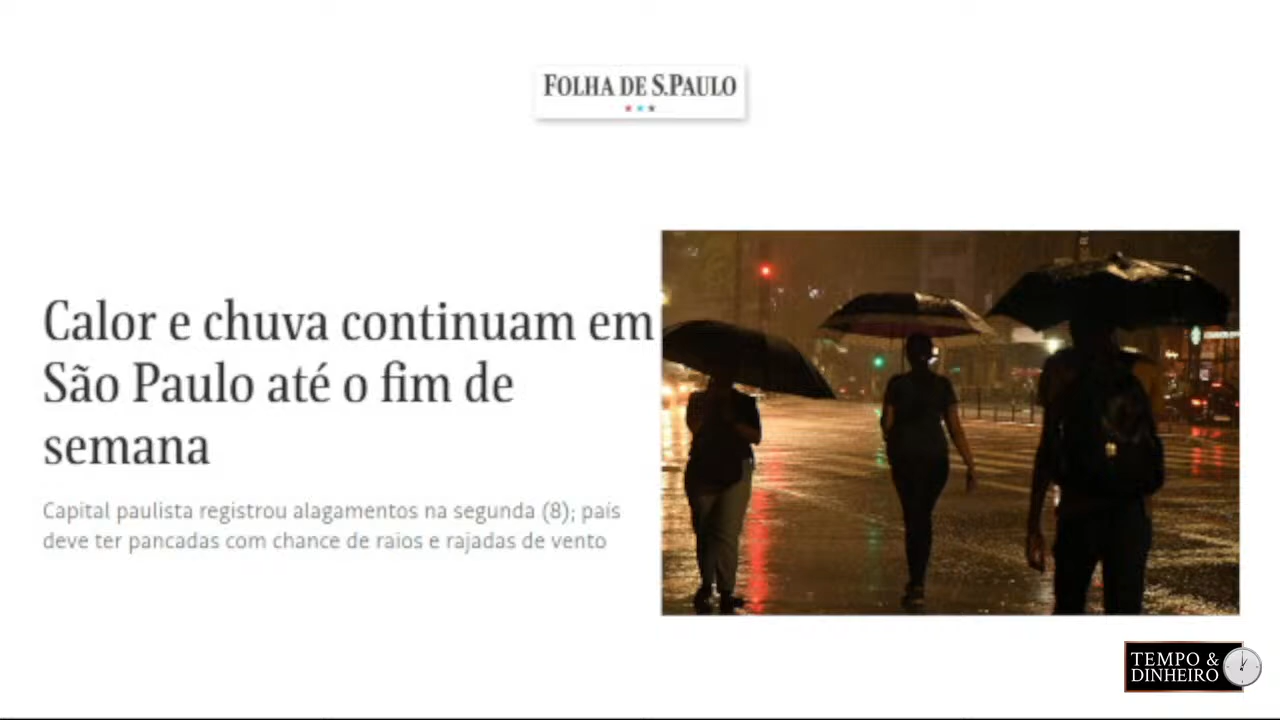 FOLHA DE S.PAULO
Calor e chuva continuam em
São Paulo até o fim de
semana
Capital paulista registrou alagamentos na segunda (8); país
deve ter pancadas com chance de raios e rajadas de vento
TEMPO &
DINHEIRO